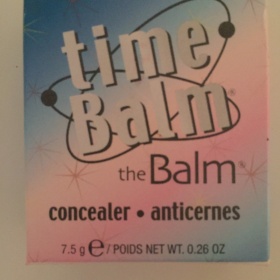 time
Balm®
the Balm®
concealer • anticernes
7.5 g ℮ / POIDS NET WT. 0.26 OZ